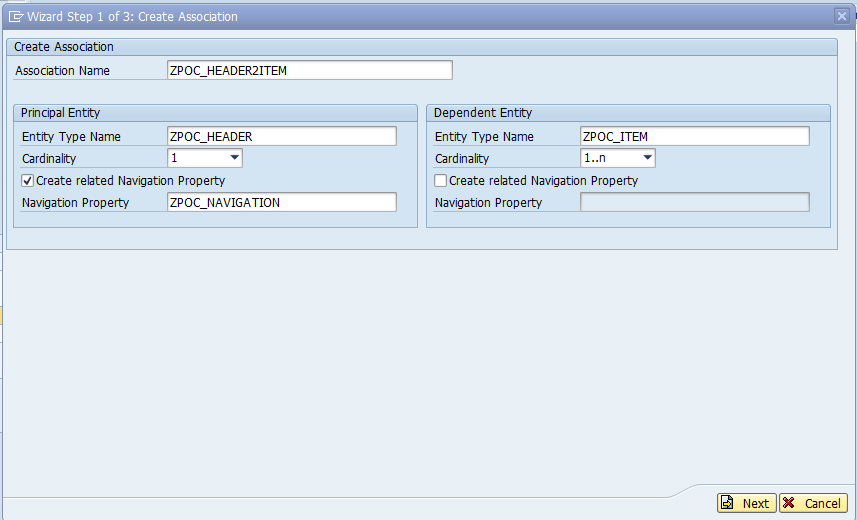 Wizard Step 1 of 3: Create Association
Create Association
Association Name ZPOC_HEADER2ITEM
Principal Entity
Entity Type Name ZPOC_HEADER
Cardinality 1
Create related Navigation Property
Navigation Property ZPOC_NAVIGATION
Dependent Entity
Entity Type Name ZPOC_ITEM
Cardinality 1..n
Create related Navigation Property
Navigation Property
Next Cancel